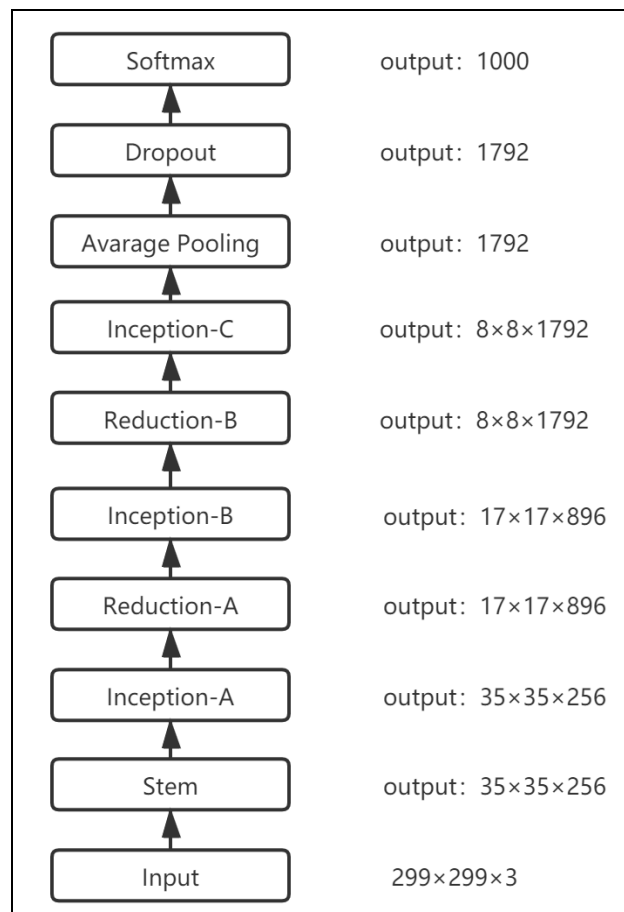 Softmax output: 1000
Dropout output: 1792
Avarage Pooling output: 1792
Inception-C output: 8×8×1792
Reduction-B output: 8×8×1792
Inception-B output: 17×17×896
Reduction-A output: 17×17×896
Inception-A output: 35×35×256
Stem output: 35×35×256
Input 299×299×3